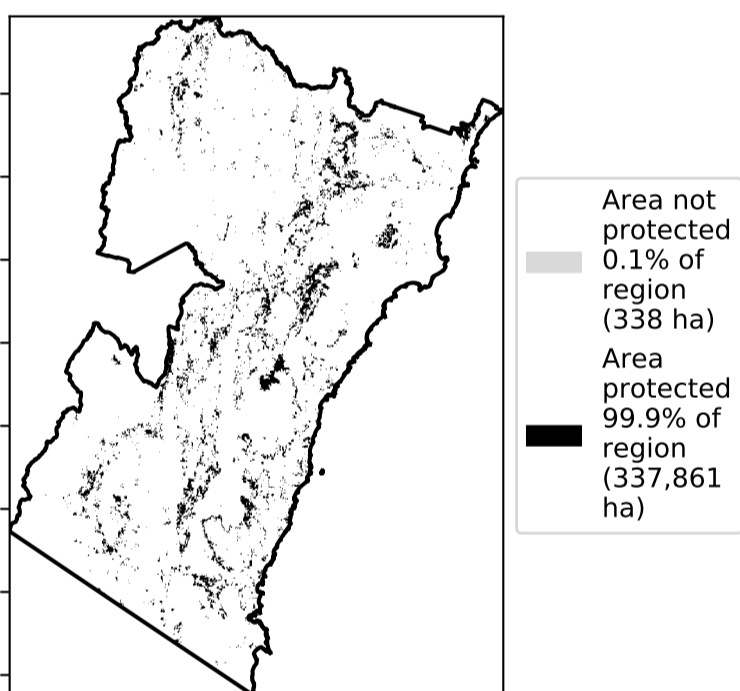 Area not
protected
0.1% of
region
(338 ha)
Area
protected
99.9% of
region
(337,861
ha)